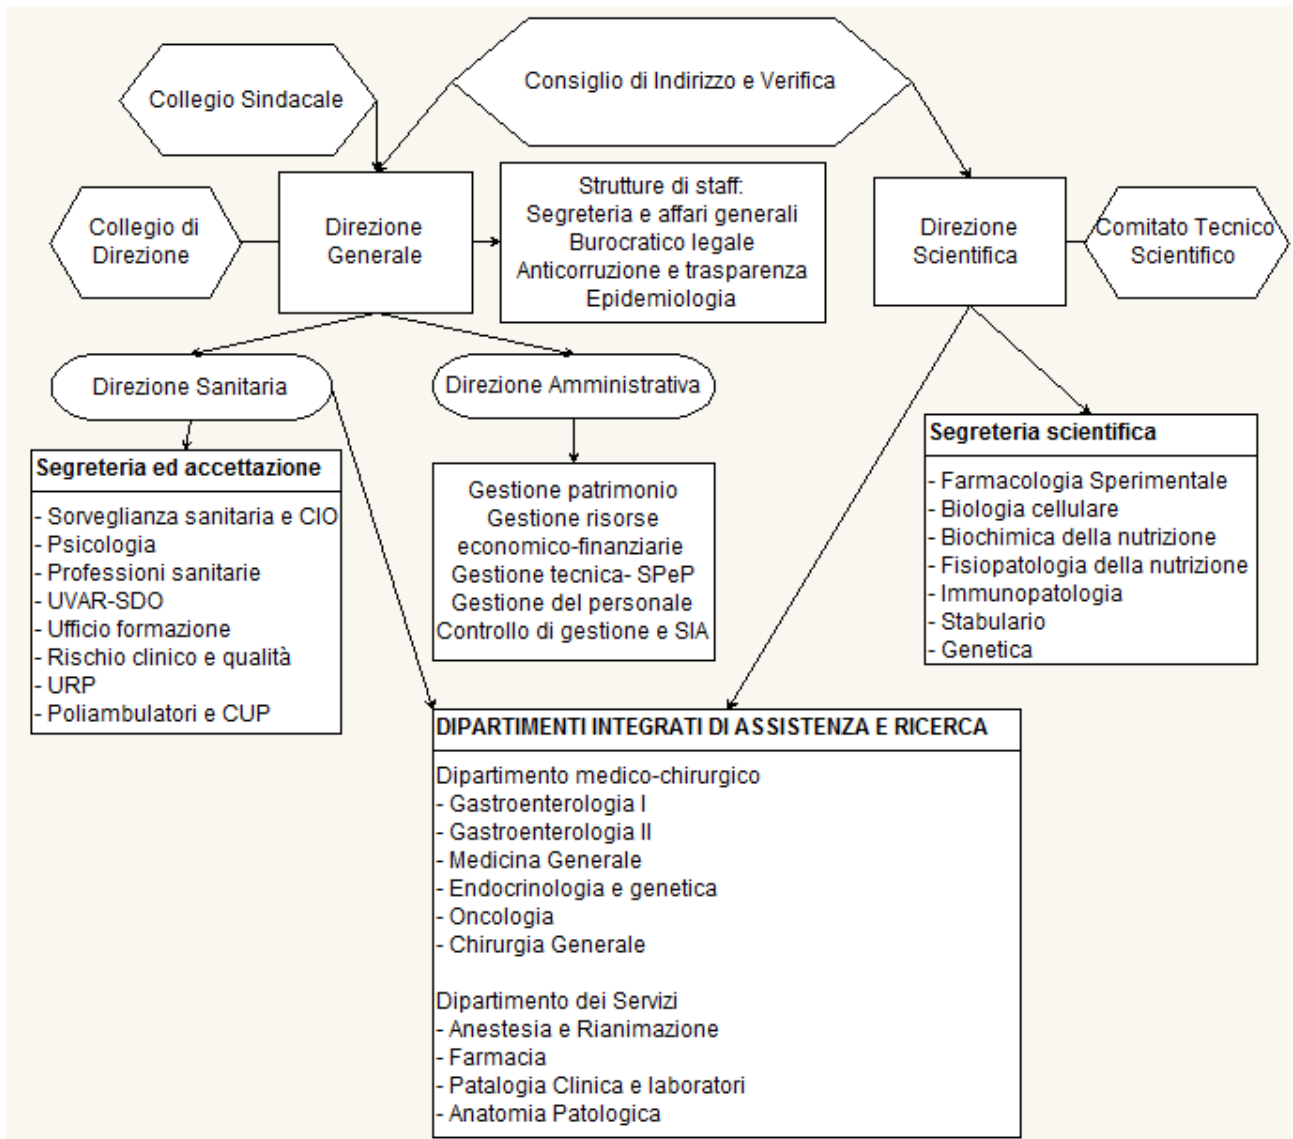 Collegio Sindacale
Consiglio di Indirizzo e Verifica
Collegio di
Direzione
Direzione
Generale
Strutture di staff:
Segreteria e affari generali
Burocratico legale
Anticorruzione e trasparenza
Epidemiologia
Direzione
Scientifica
Comitato Tecnico
Scientifico
Direzione Sanitaria
Direzione Amministrativa
Segreteria ed accettazione
- Sorveglianza sanitaria e CIO
- Psicologia
- Professioni sanitarie
- UVAR-SDO
- Ufficio formazione
- Rischio clinico e qualità
- URP
- Poliambulatori e CUP
Gestione patrimonio
Gestione risorse
economico-finanziarie
Gestione tecnica- SPeP
Gestione del personale
Controllo di gestione e SIA
Segreteria scientifica
- Farmacologia Sperimentale
- Biologia cellulare
- Biochimica della nutrizione
- Fisiopatologia della nutrizione
- Immunopatologia
- Stabulario
- Genetica
DIPARTIMENTI INTEGRATI DI ASSISTENZA E RICERCA
Dipartimento medico-chirurgico
- Gastroenterologia I
- Gastroenterologia II
- Medicina Generale
- Endocrinologia e genetica
- Oncologia
- Chirurgia Generale
Dipartimento dei Servizi
- Anestesia e Rianimazione
- Farmacia
- Patalogia Clinica e laboratori
- Anatomia Patologica